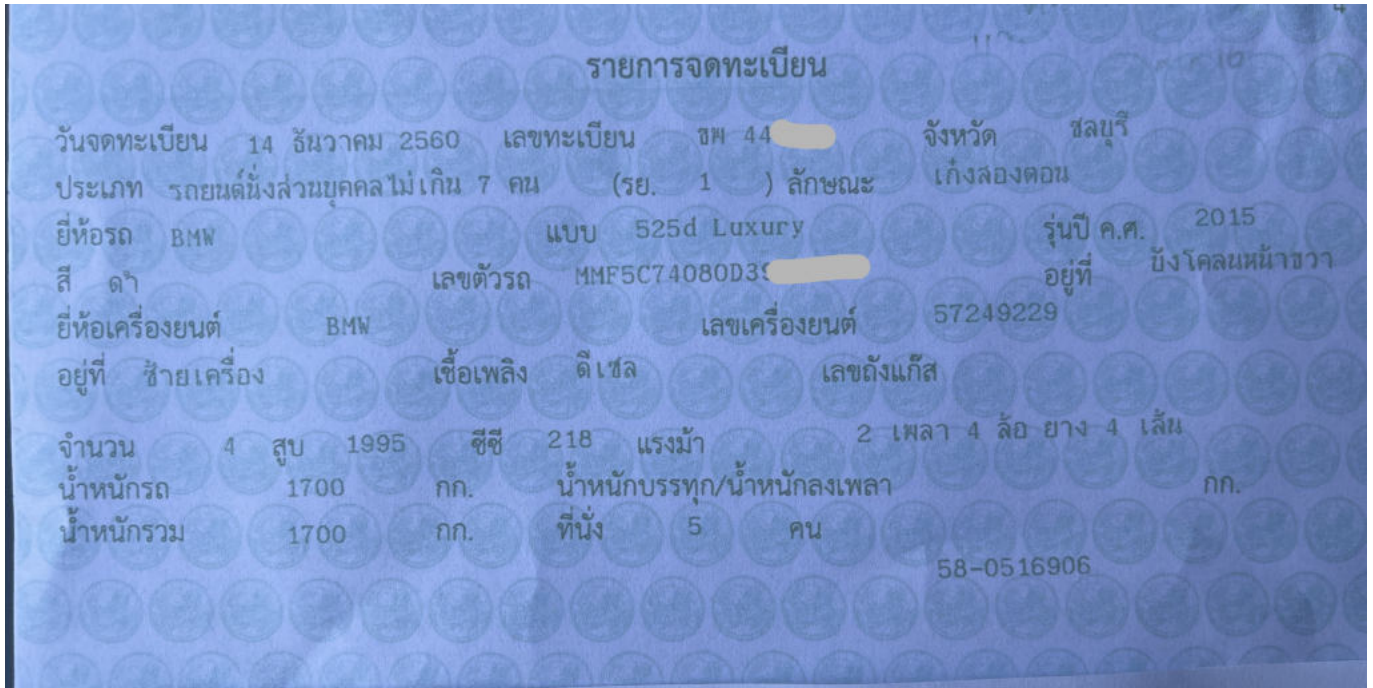 รายการจดทะเบียน
วันจดทะเบียน 14 ธันวาคม 2560 เลขทะเบียน ขพ 44 จังหวัด ชลบุรี
ประเภท รถยนต์นั่งส่วนบุคคลไม่เกิน 7 คน (รย. 1 ) ลักษณะ เก๋งสองตอน
ยี่ห้อรถ BMW แบบ 525d Luxury รุ่นปี ค.ศ. 2015
สี ดำ เลขตัวรถ MMF5C74080D39 อยู่ที่ บังโคลนหน้าขวา
ยี่ห้อเครื่องยนต์ BMW เลขเครื่องยนต์ 57249229
อยู่ที่ ซ้ายเครื่อง เชื้อเพลิง ดีเซล เลขถังแก๊ส
จำนวน 4 สูบ 1995 ซีซี 218 แรงม้า 2 เพลา 4 ล้อ ยาง 4 เส้น
น้ำหนักรถ 1700 กก. น้ำหนักบรรทุก/น้ำหนักลงเพลา กก.
น้ำหนักรวม 1700 กก. ที่นั่ง 5 คน
58-0516906